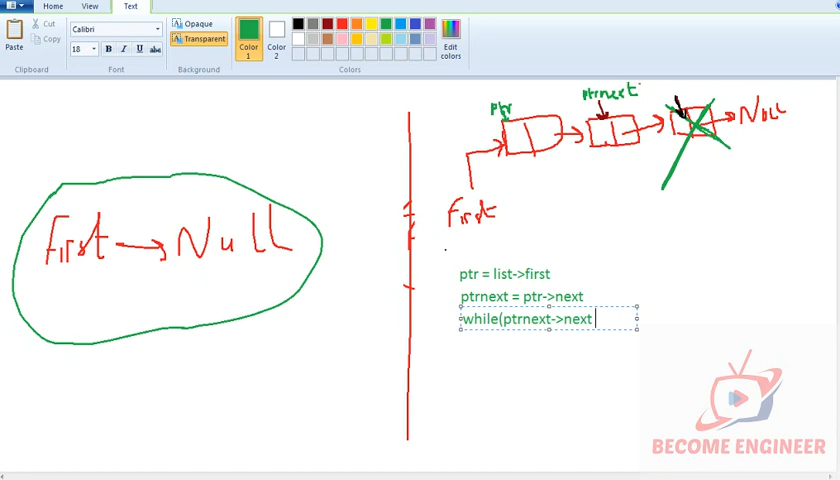 Home View Text
Paste
Cut
Copy
Clipboard
Calibri
18
B I U abc
Font
Opaque
Transparent
Background
Color 1
Color 2
Edit colors
Colors
ptr
ptrnext
Null
First
First Null
ptr = list->first
ptrnext = ptr->next
while(ptrnext->next
BECOME ENGINEER